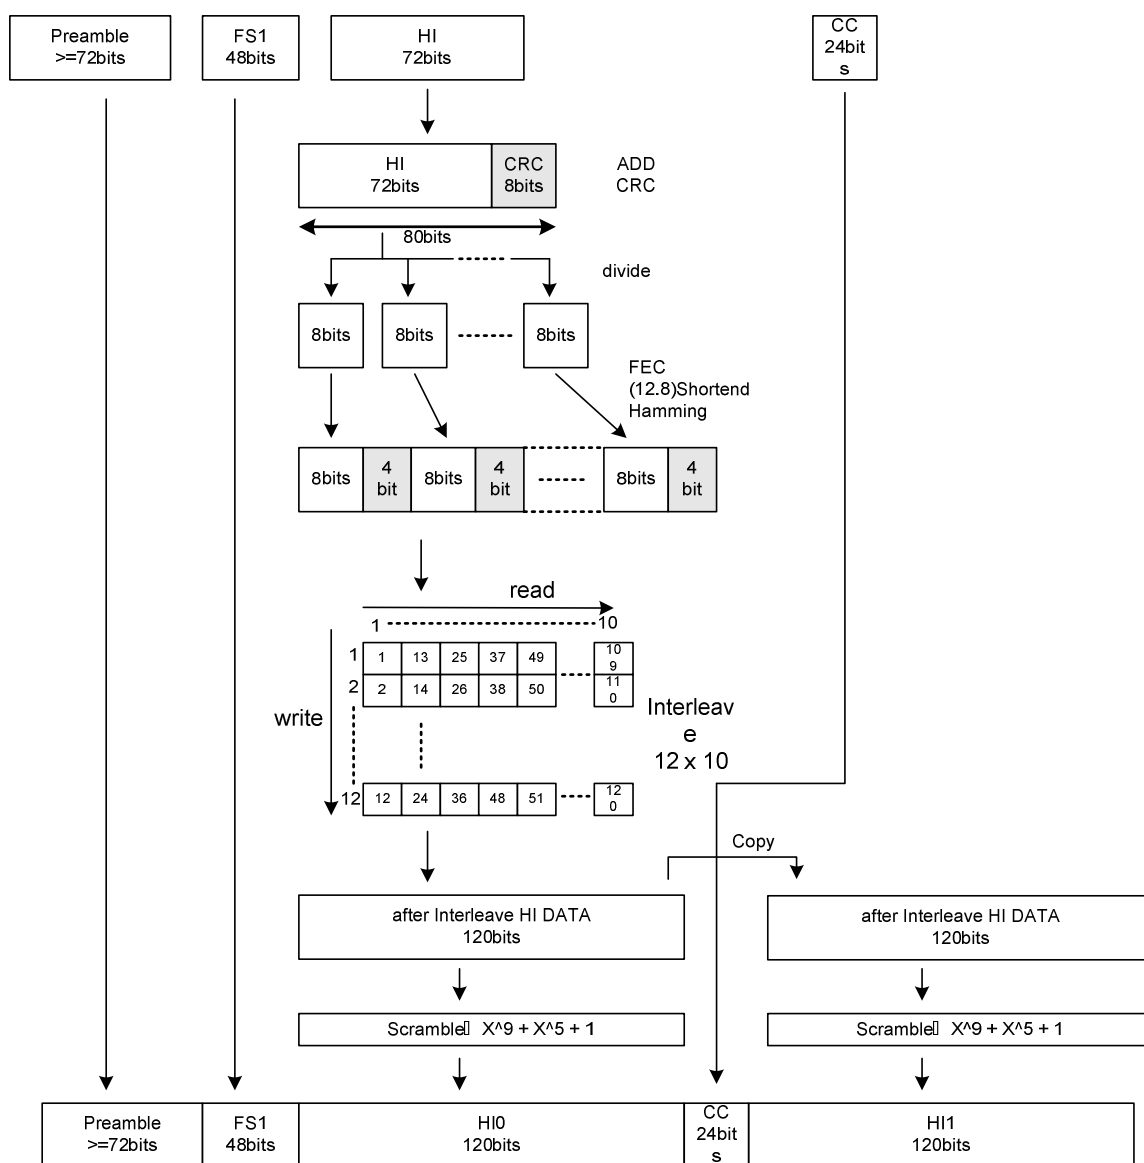 Preamble
>=72bits
FS1
48bits
HI
72bits
CC
24bit
s
HI
72bits
CRC
8bits
ADD
CRC
80bits
divide
8bits
8bits
8bits
FEC
(12.8)Shortend
Hamming
8bits
4
bit
8bits
4
bit
8bits
4
bit
read
1
10
write
1
1
13
25
37
49
10
9
2
2
14
26
38
50
11
0
Interleav
e
12 x 10
12
12
24
36
48
51
12
0
Copy
after Interleave HI DATA
120bits
after Interleave HI DATA
120bits
Scramble X^9 + X^5 + 1
Scramble X^9 + X^5 + 1
Preamble
>=72bits
FS1
48bits
HI0
120bits
CC
24bit
s
HI1
120bits